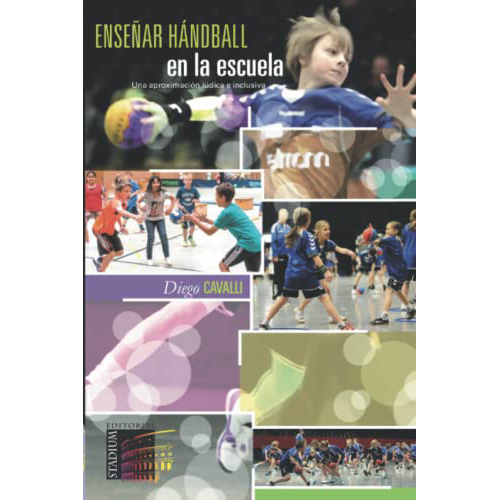 ENSEÑAR HÁNDBALL
en la escuela
Una aproximación lúdica e inclusiva
Diego CAVALLI
EDITORIAL
STADIUM